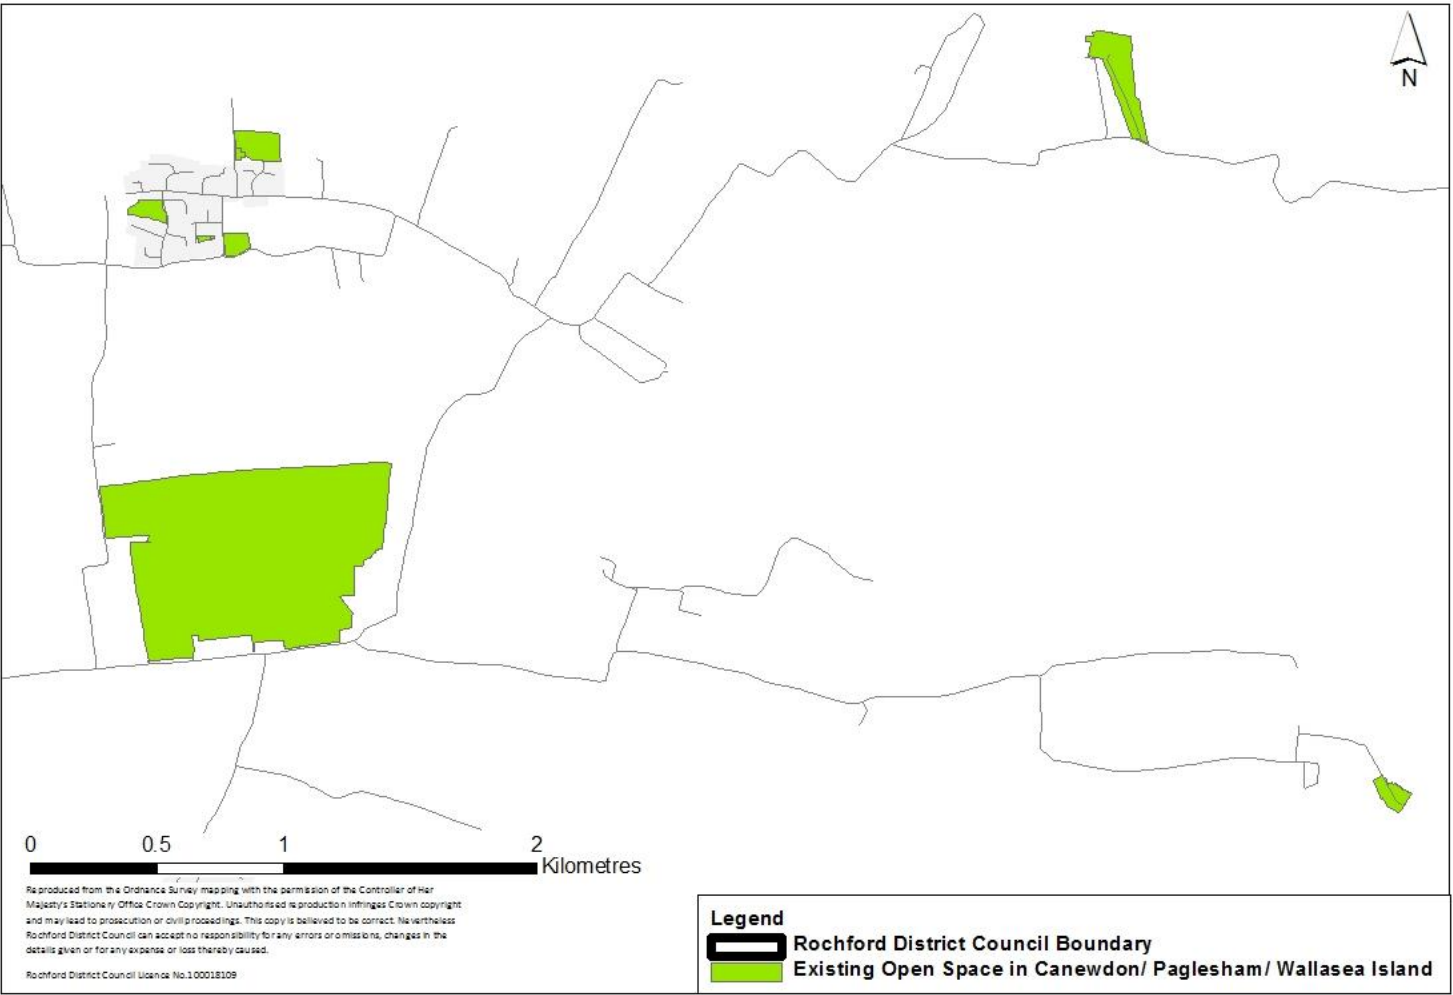 N
0 0.5 1 2
Kilometres
Reproduced from the Ordnance Survey mapping with the permission of the Controller of Her
Majesty's Stationery Office Crown Copyright. Unauthorised reproduction infringes Crown copyright
and may lead to prosecution or civil proceedings. This copy is believed to be correct. Nevertheless
Rochford District Council can accept no responsibility for any errors or omissions, changes in the
details given or for any expense or loss thereby caused.
Rochford District Council Licence No.100018109
Legend
Rochford District Council Boundary
Existing Open Space in Canewdon/ Paglesham/ Wallasea Island